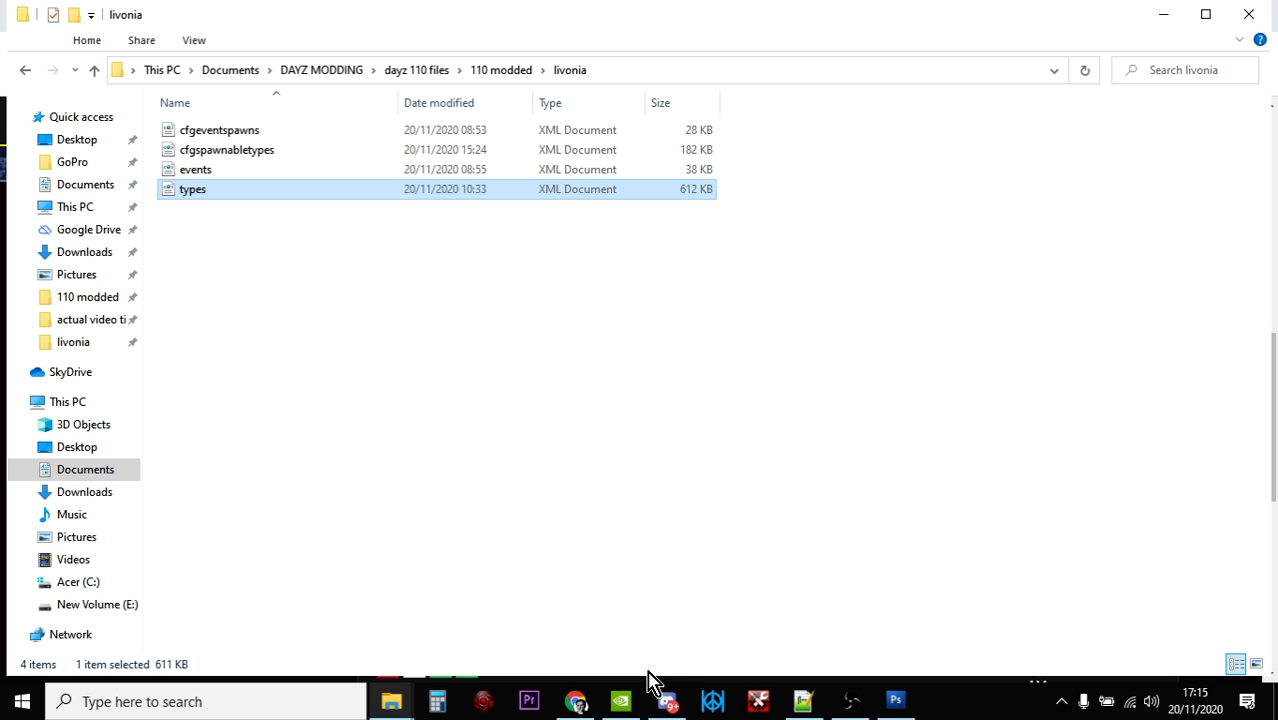 livonia
Home Share View
This PC Documents DAYZ MODDING dayz 110 files 110 modded livonia
Search livonia
Name Date modified Type Size
cfgeventspawns 20/11/2020 08:53 XML Document 28 KB
cfgspawnabletypes 20/11/2020 15:24 XML Document 182 KB
events 20/11/2020 08:55 XML Document 38 KB
types 20/11/2020 10:33 XML Document 612 KB
Quick access
Desktop
GoPro
Documents
This PC
Google Drive
Downloads
Pictures
110 modded
actual video ti
livonia
SkyDrive
This PC
3D Objects
Desktop
Documents
Downloads
Music
Pictures
Videos
Acer (C:)
New Volume (E:)
Network
4 items 1 item selected 611 KB
Type here to search
Pr
9+
Ps
17:15
20/11/2020